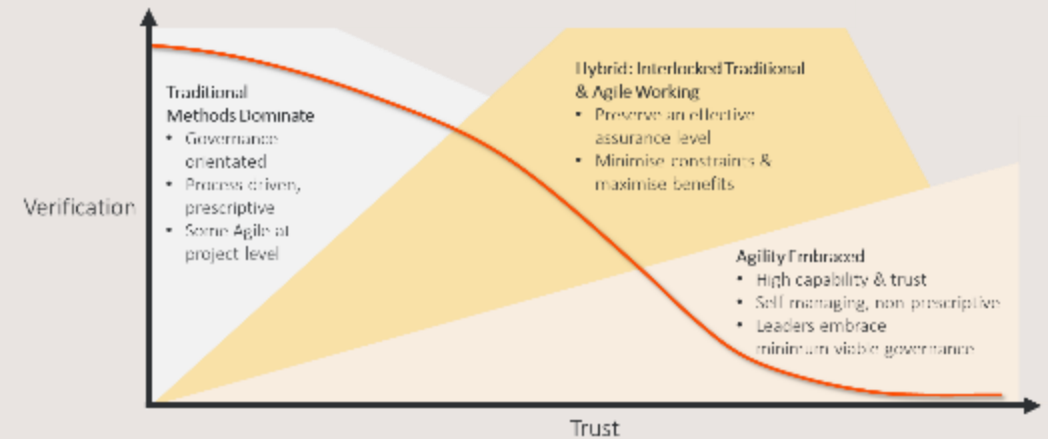 Traditional
Methods Dominate
• Governance
orientated
• Process driven,
prescriptive
• Some Agile at
project level
Hybrid: Interlocked Traditional
& Agile Working
• Preserve an effective
assurance level
• Minimise constraints &
maximise benefits
Verification
Agility Embraced
• High capability & trust
• Self managing, non prescriptive
• Leaders embrace
minimum viable governance
Trust